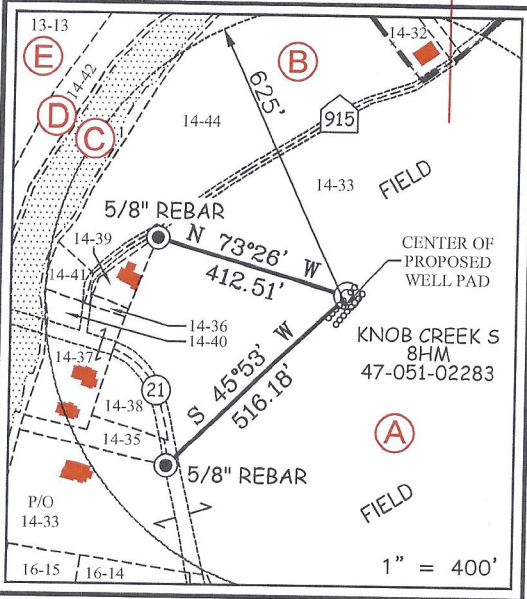 13-13
14-32
E
B
14-42
D
C
625'
14-44
915
14-33
FIELD
5/8" REBAR
14-39
N 73°26' W
412.51'
CENTER OF
PROPOSED
WELL PAD
14-41
14-36
14-40
KNOB CREEK S
8HM
47-051-02283
14-37
21
S 45°53' W
516.18'
14-38
A
14-35
5/8" REBAR
P/O
14-33
FIELD
16-15
16-14
1" = 400'